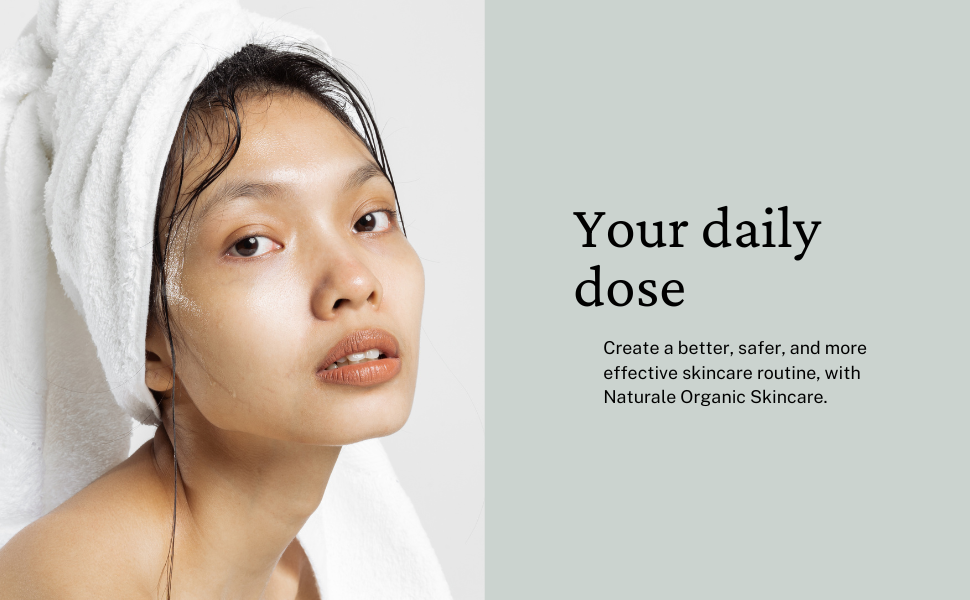 Your daily
dose
Create a better, safer, and more
effective skincare routine, with
Naturale Organic Skincare.